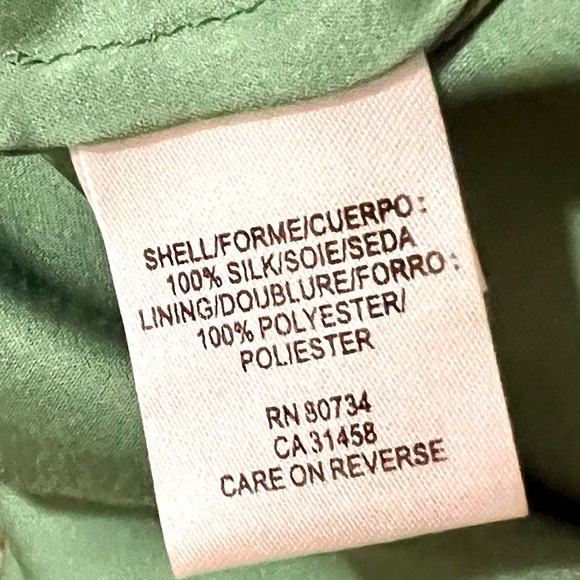 SHELL/FORME/CUERPO:
100% SILK/SOIE/SEDA
LINING/DOUBLURE/FORRO:
100% POLYESTER/
POLIESTER
RN 80734
CA 31458
CARE ON REVERSE